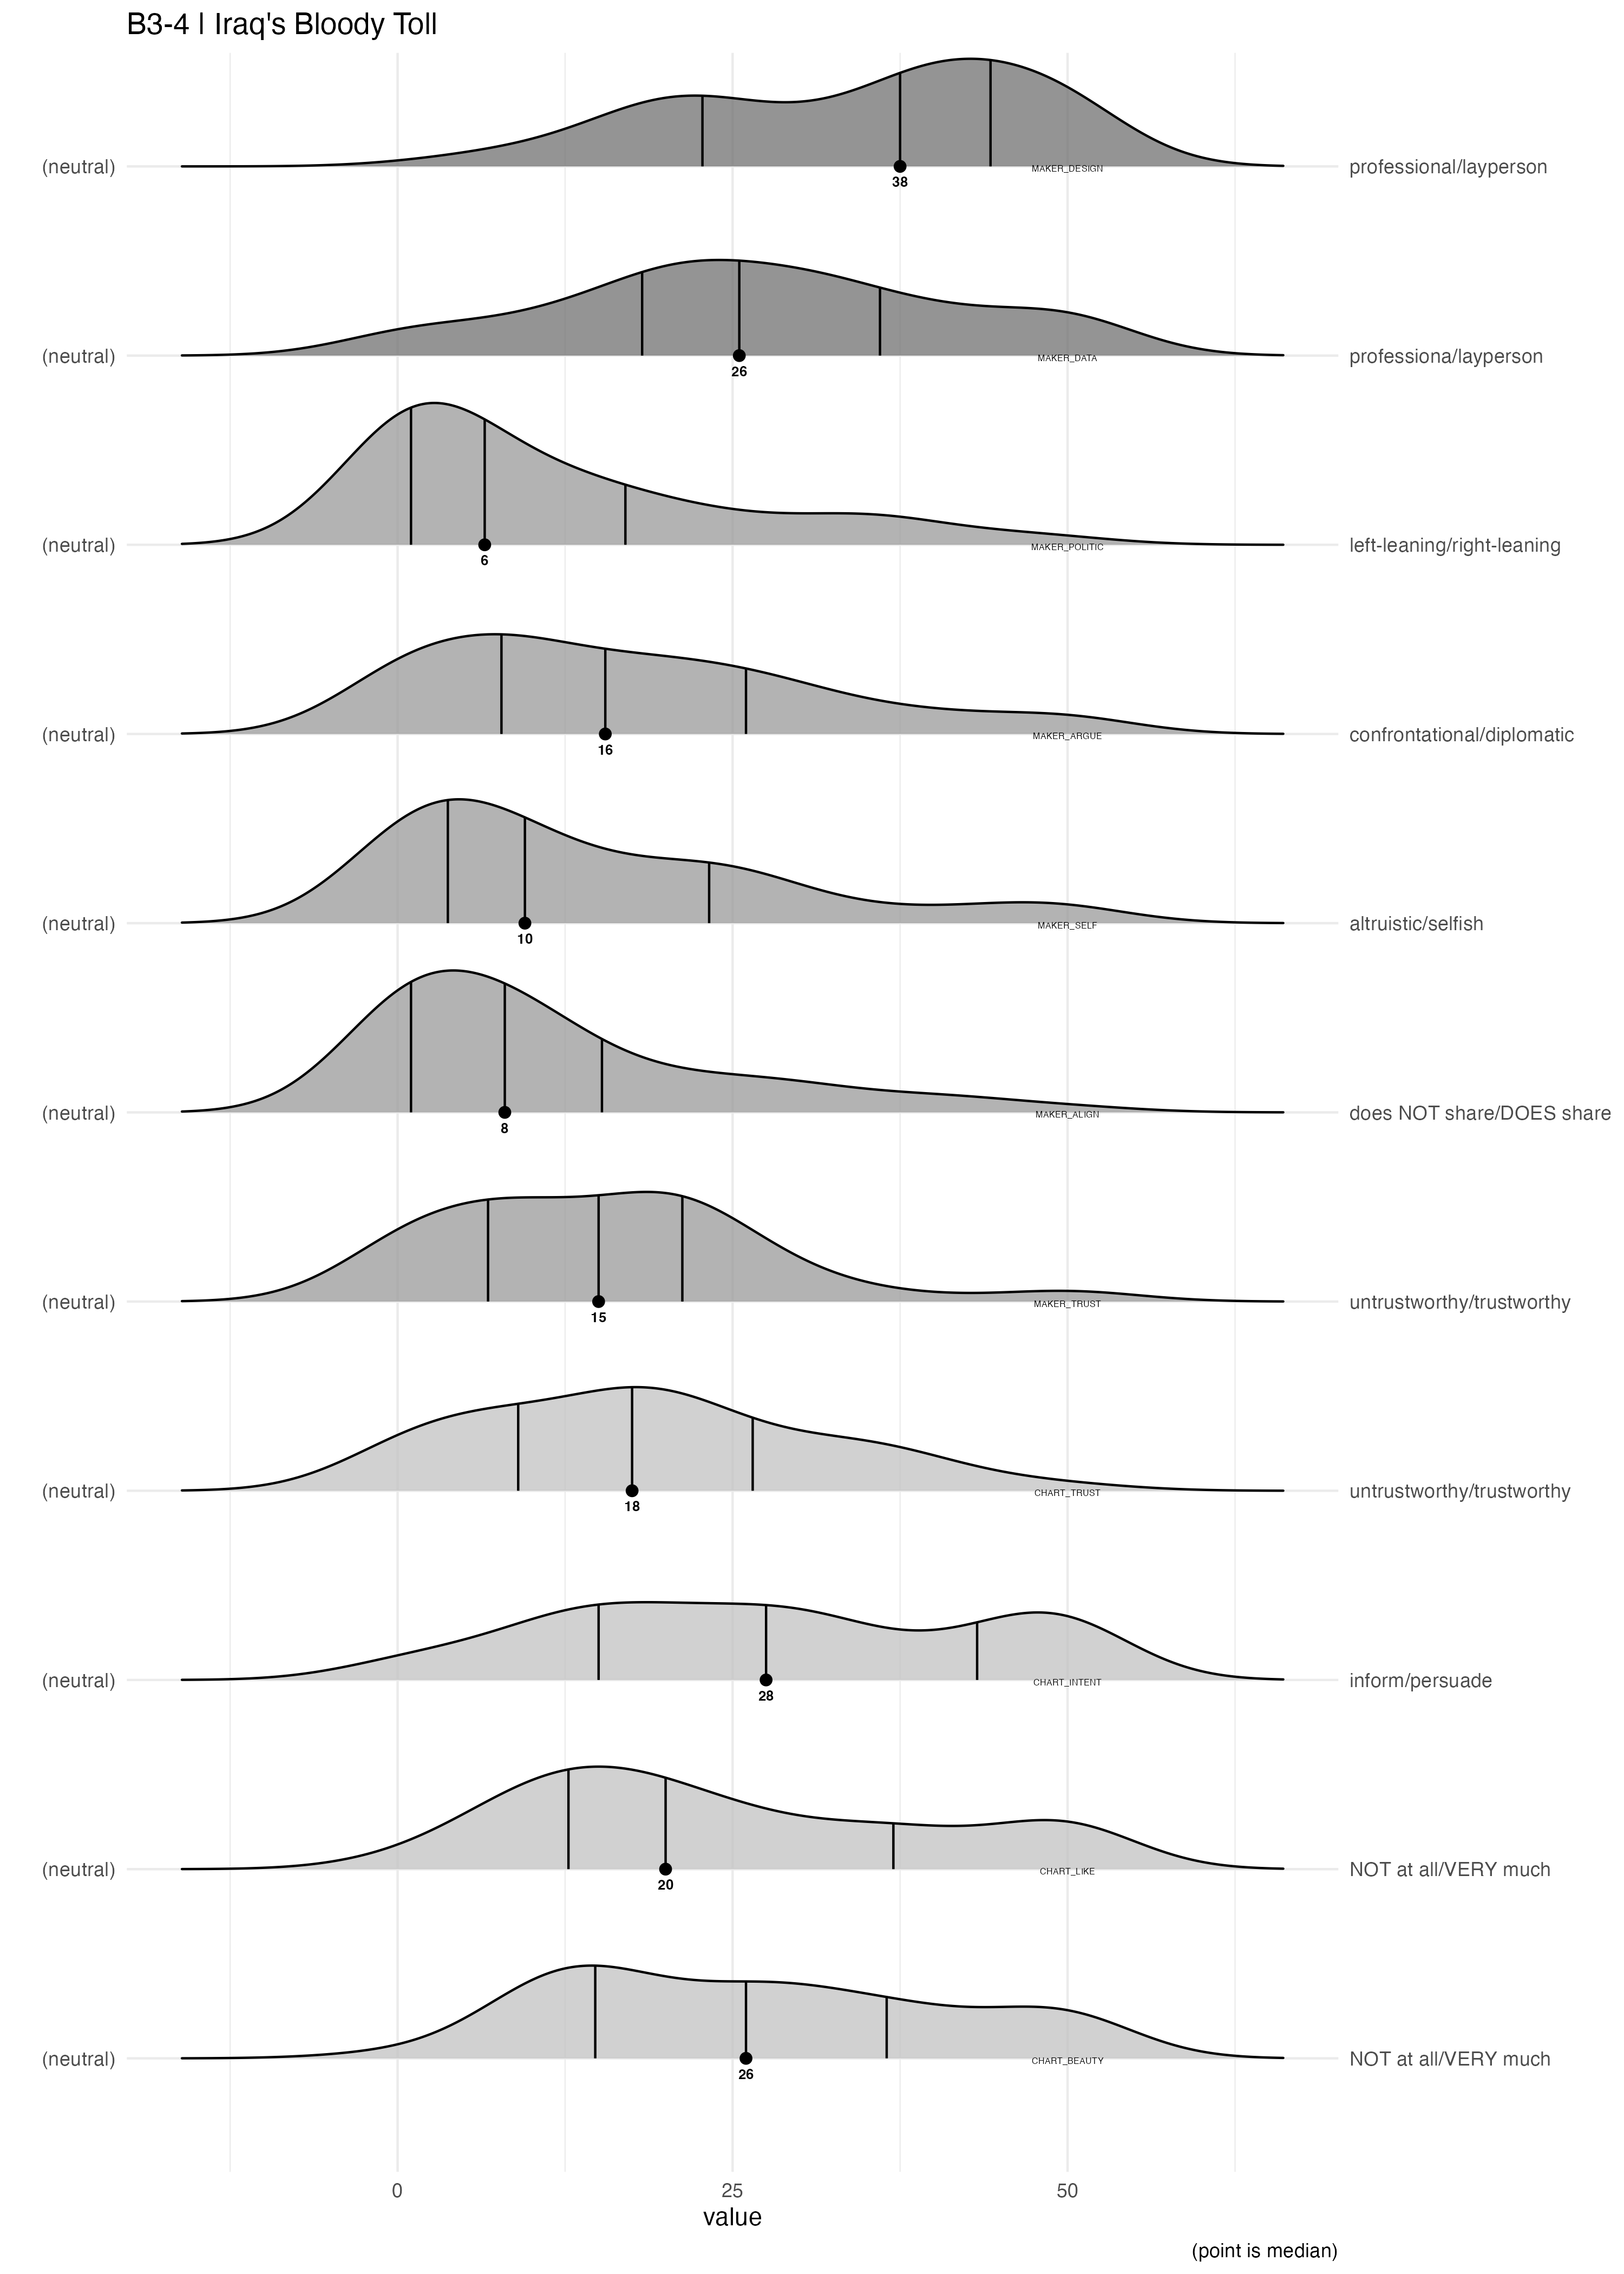 B3-4 | Iraq's Bloody Toll
(neutral) MAKER_DESIGN professional/layperson
38
(neutral) MAKER_DATA professiona/layperson
26
(neutral) MAKER_POLITIC left-leaning/right-leaning
6
(neutral) MAKER_ARGUE confrontational/diplomatic
16
(neutral) MAKER_SELF altruistic/selfish
10
(neutral) MAKER_ALIGN does NOT share/DOES share
8
(neutral) MAKER_TRUST untrustworthy/trustworthy
15
(neutral) CHART_TRUST untrustworthy/trustworthy
18
(neutral) CHART_INTENT inform/persuade
28
(neutral) CHART_LIKE NOT at all/VERY much
20
(neutral) CHART_BEAUTY NOT at all/VERY much
26
0 25 50
value
(point is median)